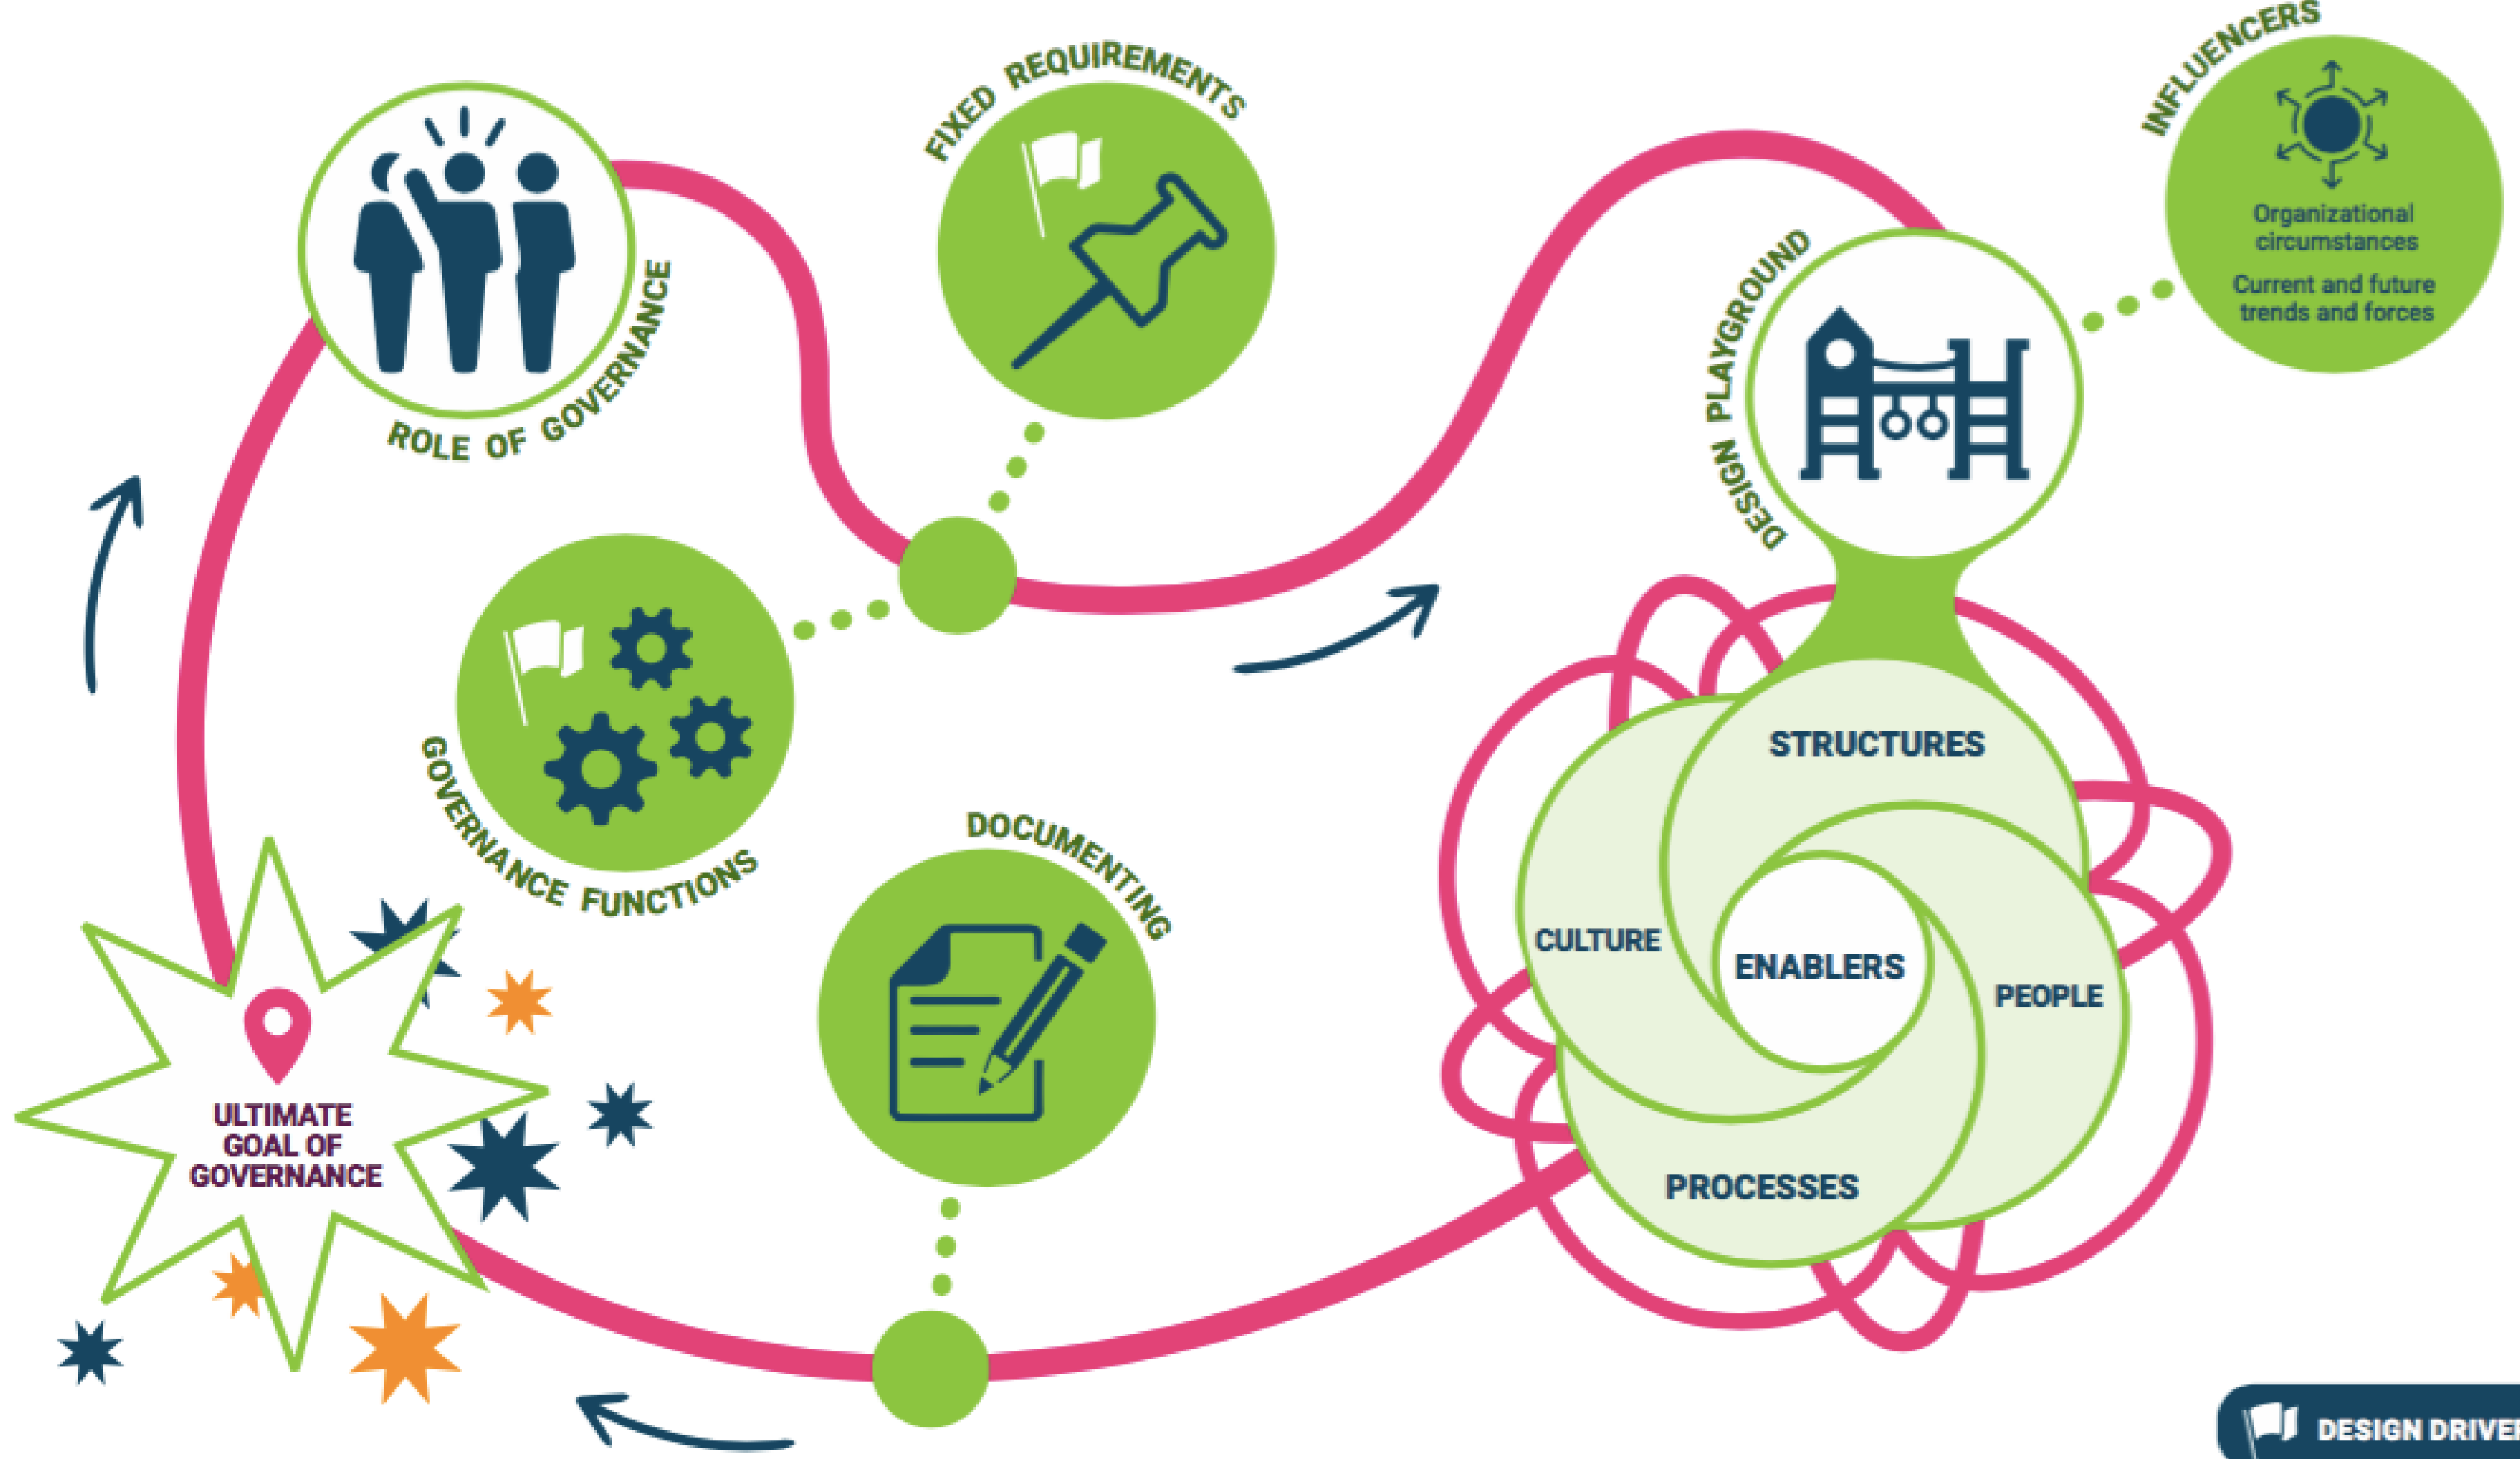 FIXED REQUIREMENTS
INFLUENCERS
Organizational
circumstances
Current and future
trends and forces
ROLE OF GOVERNANCE
DESIGN PLAYGROUND
GOVERNANCE FUNCTIONS
DOCUMENTING
STRUCTURES
CULTURE
ENABLERS
PEOPLE
PROCESSES
ULTIMATE
GOAL OF
GOVERNANCE
DESIGN